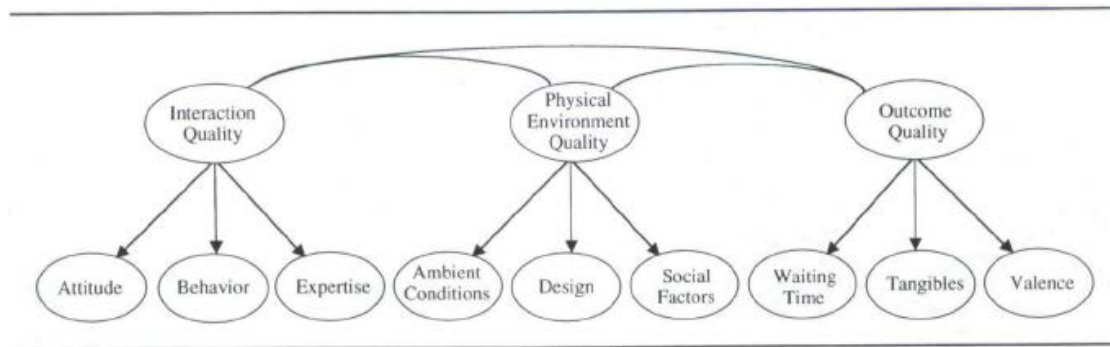 Interaction
Quality
Physical
Environment
Quality
Outcome
Quality
Attitude
Behavior
Expertise
Ambient
Conditions
Design
Social
Factors
Waiting
Time
Tangibles
Valence